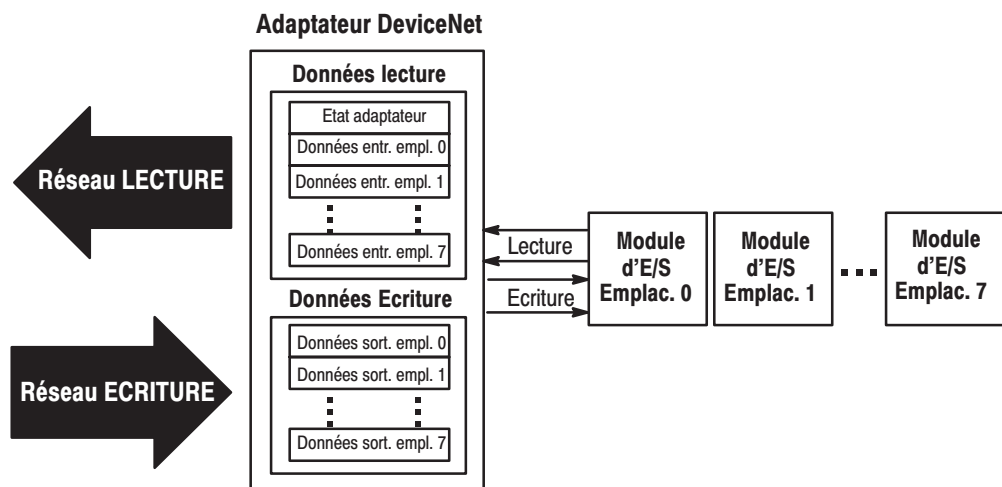 Adaptateur DeviceNet
Données lecture
Etat adaptateur
Données entr. empl. 0
Données entr. empl. 1
Données entr. empl. 7
Réseau LECTURE
Lecture
Ecriture
Module
d'E/S
Emplac. 0
Module
d'E/S
Emplac. 1
Module
d'E/S
Emplac. 7
Données Ecriture
Données sort. empl. 0
Données sort. empl. 1
Données sort. empl. 7
Réseau ECRITURE